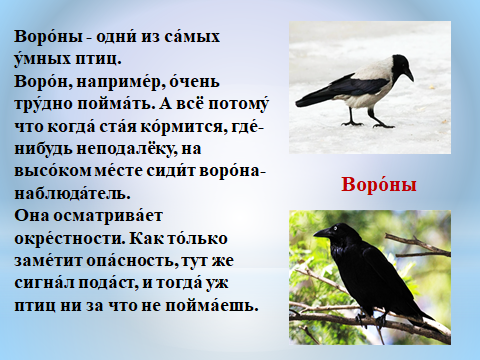 Воро́ны - одни́ из са́мых
у́мных птиц.
Воро́н, наприме́р, о́чень
тру́дно пойма́ть. А всё потому́
что когда́ ста́я ко́рмится, где́-
нибудь неподалёку, на
высо́ком ме́сте сиди́т воро́на-
наблюда́тель.
Она осматрива́ет
окре́стности. Как то́лько
заме́тит опа́сность, тут же
сигна́л пода́ст, и тогда́ уж
птиц ни за что не пойма́ешь.
Воро́ны